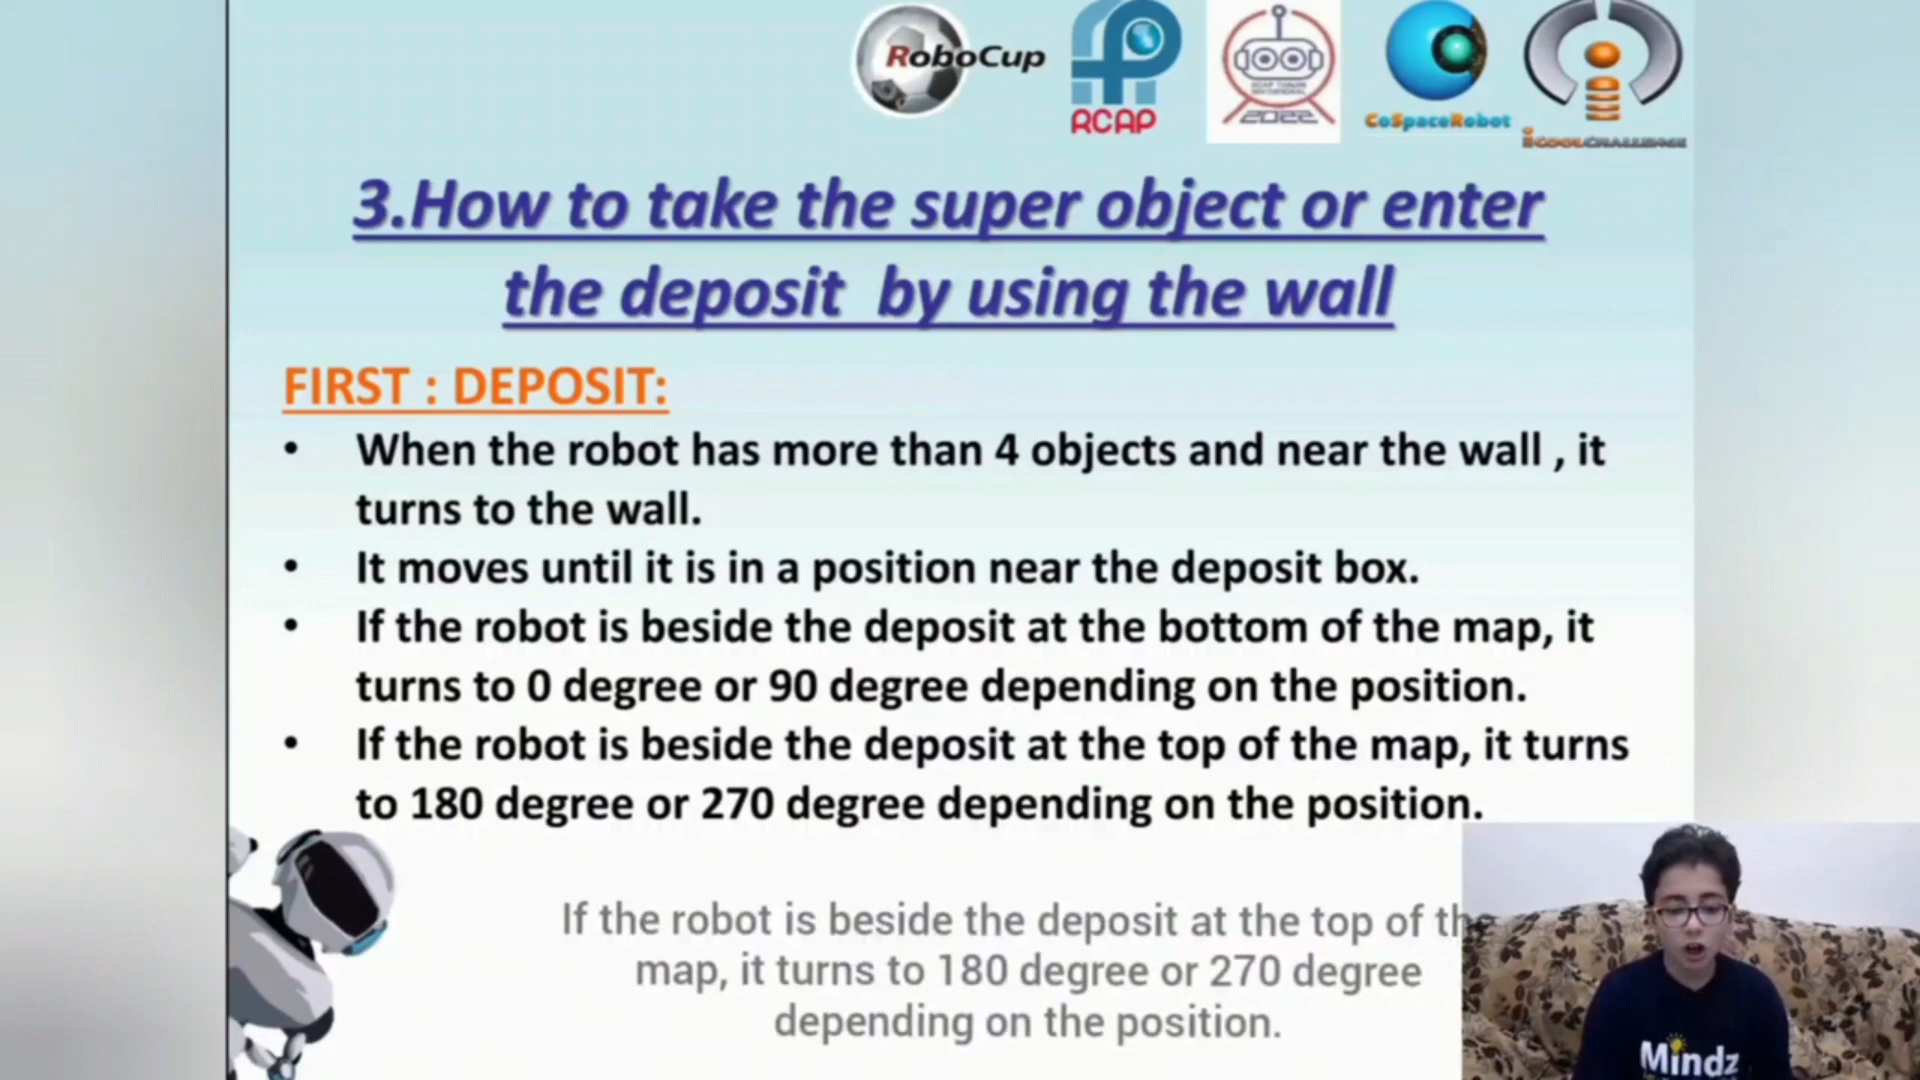 RoboCup
RCAP
2022
CoSpaceRobot
iCOOLCHALLENGE
3.How to take the super object or enter
the deposit by using the wall
FIRST : DEPOSIT:
• When the robot has more than 4 objects and near the wall , it
turns to the wall.
• It moves until it is in a position near the deposit box.
• If the robot is beside the deposit at the bottom of the map, it
turns to 0 degree or 90 degree depending on the position.
• If the robot is beside the deposit at the top of the map, it turns
to 180 degree or 270 degree depending on the position.
If the robot is beside the deposit at the top of the
map, it turns to 180 degree or 270 degree
depending on the position.
Mindz